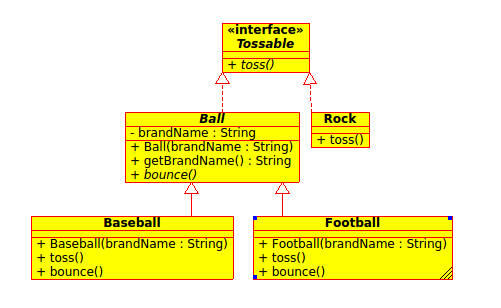 «interface»
Tossable
+ toss()
Ball
- brandName : String
+ Ball(brandName : String)
+ getBrandName() : String
+ bounce()
Rock
+ toss()
Baseball
+ Baseball(brandName : String)
+ toss()
+ bounce()
Football
+ Football(brandName : String)
+ toss()
+ bounce()